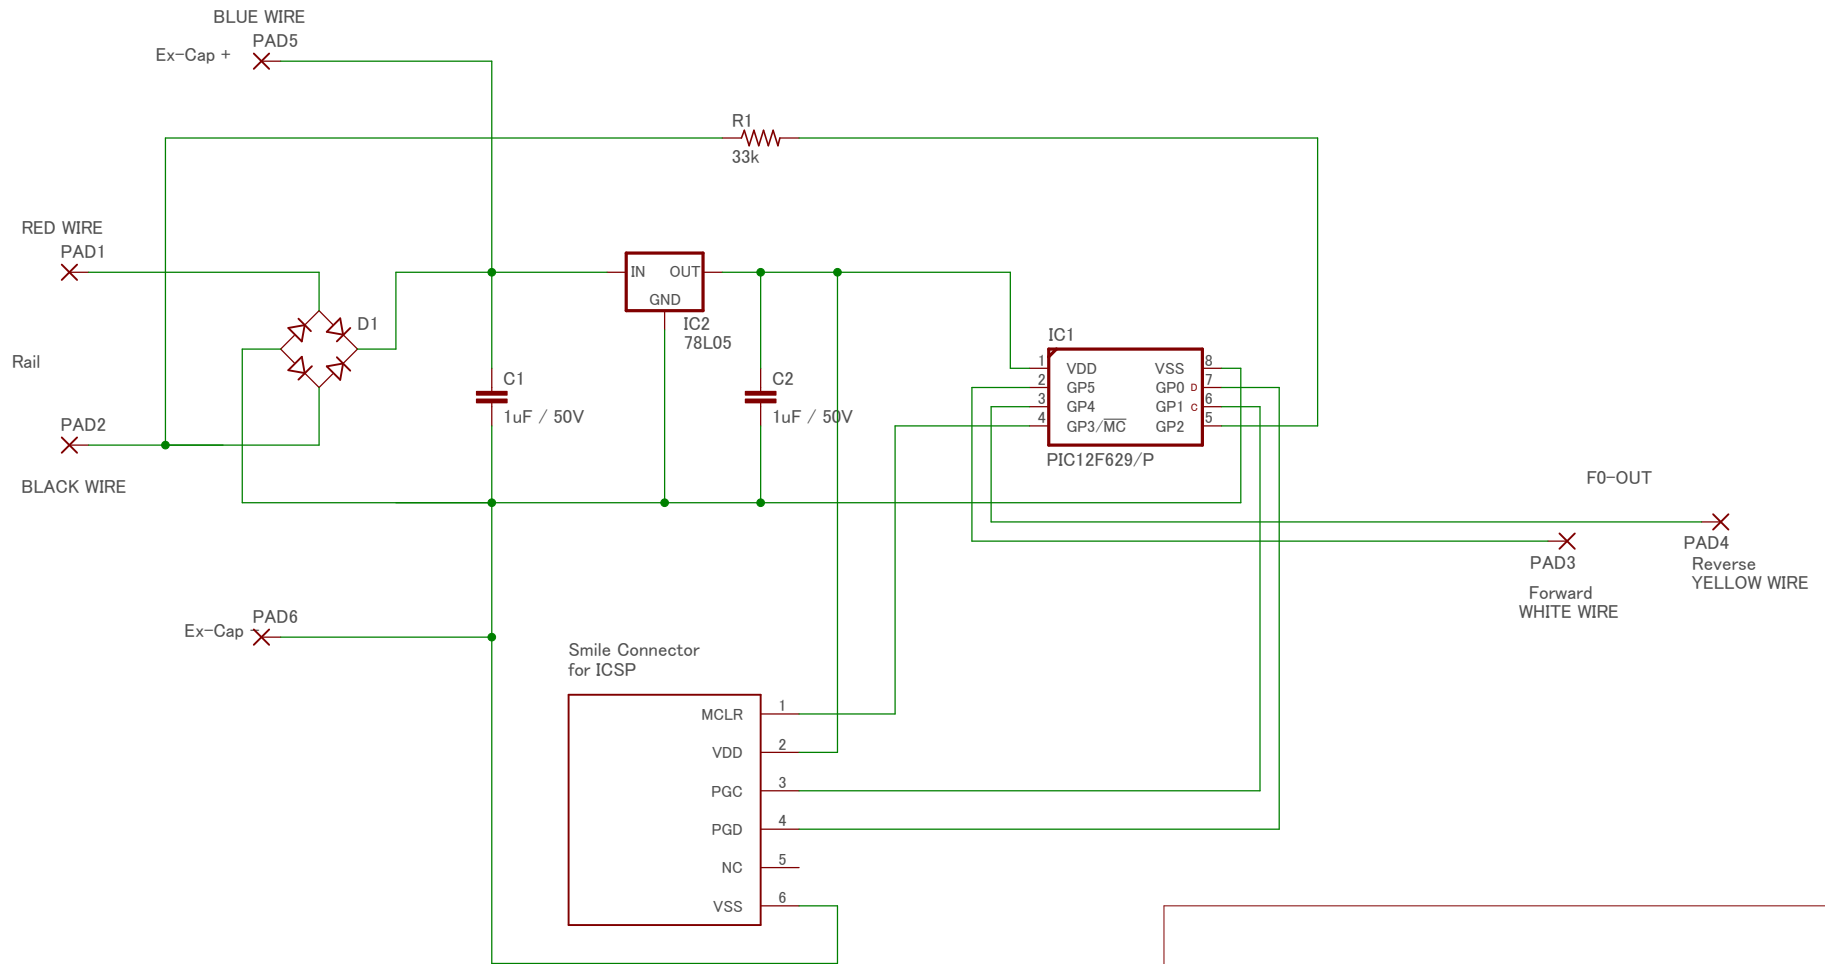 BLUE WIRE
PAD5
Ex-Cap +
R1
33k
RED WIRE
PAD1
IN OUT
GND
IC2
78L05
D1
Rail
IC1
1 VDD VSS 8
2 GP5 GP0 D 7
3 GP4 GP1 C 6
4 GP3/MC GP2 5
PIC12F629/P
C1
1uF / 50V
C2
1uF / 50V
PAD2
BLACK WIRE
F0-OUT
PAD4
Reverse
YELLOW WIRE
PAD3
Forward
WHITE WIRE
PAD6
Ex-Cap -
Smile Connector
for ICSP
MCLR 1
VDD 2
PGC 3
PGD 4
NC 5
VSS 6